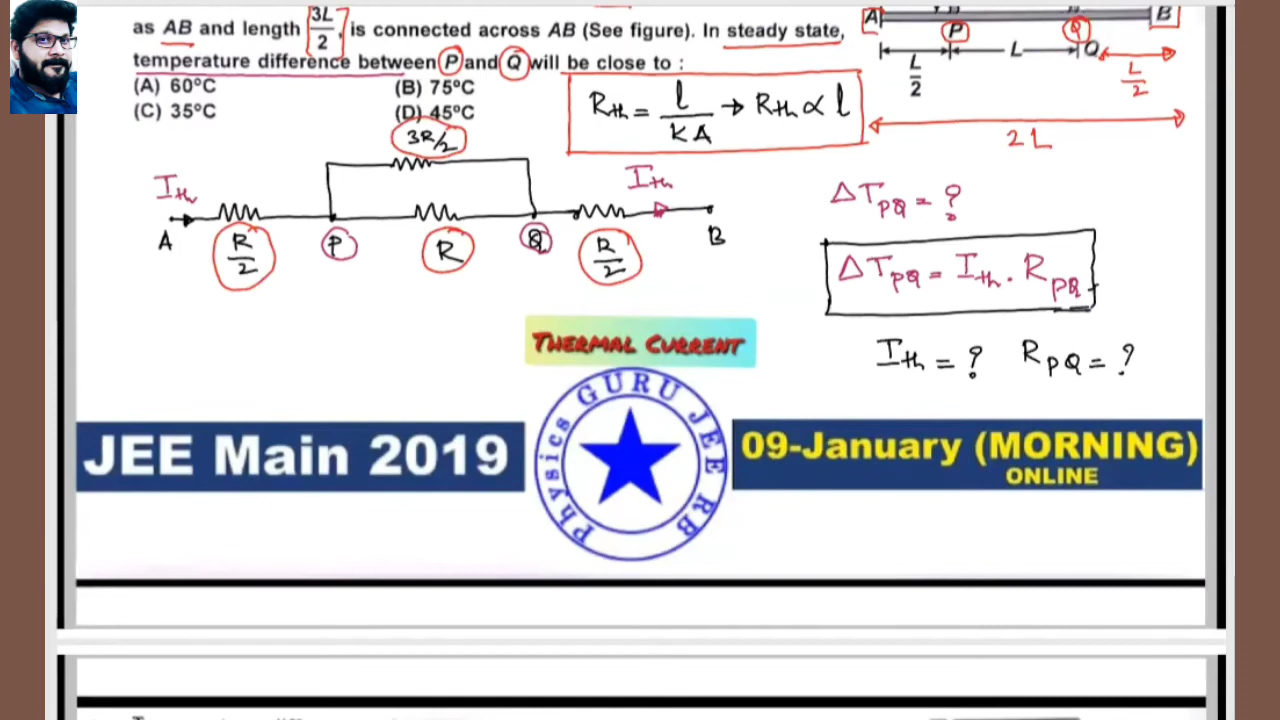 as AB and length 3L/2, is connected across AB (See figure). In steady state,
temperature difference between P and Q will be close to :
(A) 60°C (B) 75°C
(C) 35°C (D) 45°C
A P Q B
L/2 L Q L/2
2L
Rth = l/KA → Rth ∝ l
3R/2
Ith Ith
A R/2 P R Q R/2 B
ΔTPQ = ?
ΔTPQ = Ith . RPQ
Ith = ? RPQ = ?
THERMAL CURRENT
Physics GURU JEE RB
JEE Main 2019
09-January (MORNING)
ONLINE